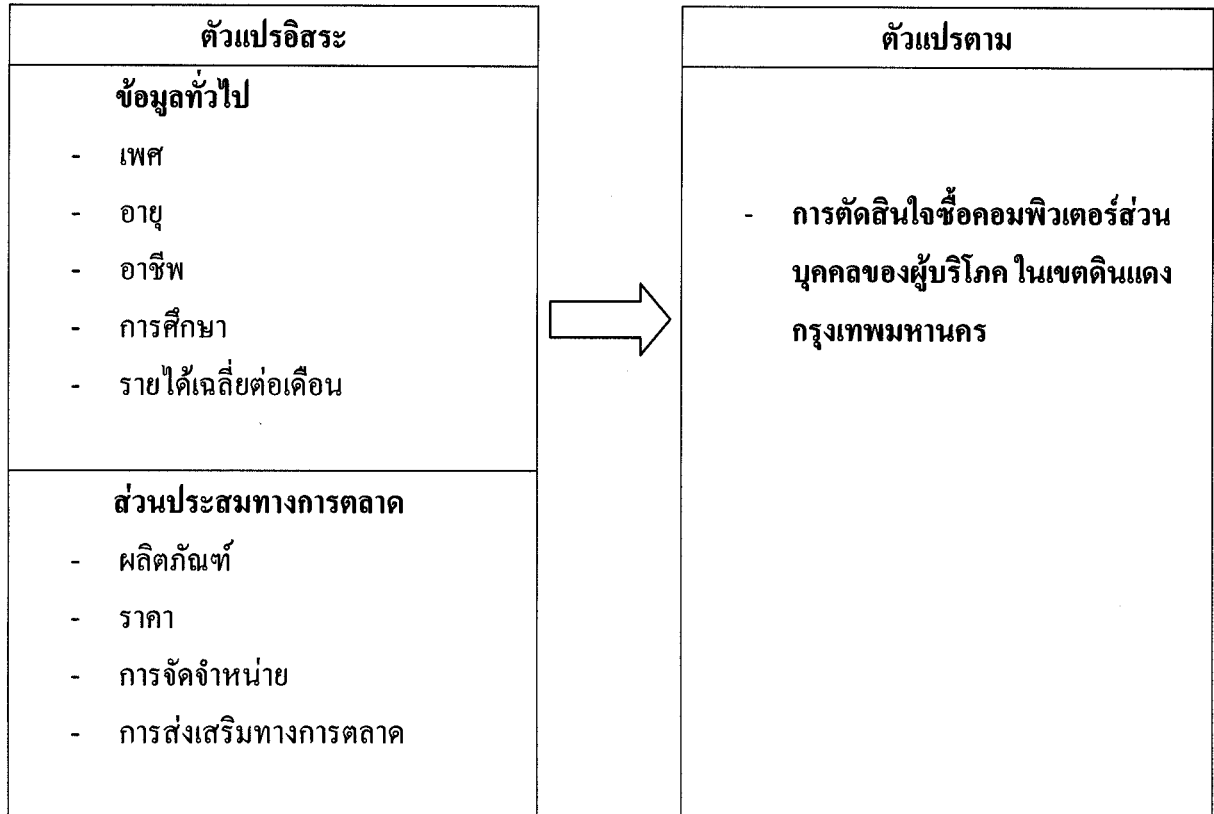 ตัวแปรอิสระ
ข้อมูลทั่วไป
- เพศ
- อายุ
- อาชีพ
- การศึกษา
- รายได้เฉลี่ยต่อเดือน
ส่วนประสมทางการตลาด
- ผลิตภัณฑ์
- ราคา
- การจัดจำหน่าย
- การส่งเสริมทางการตลาด
ตัวแปรตาม
- การตัดสินใจซื้อคอมพิวเตอร์ส่วน
บุคคลของผู้บริโภค ในเขตดินแดง
กรุงเทพมหานคร